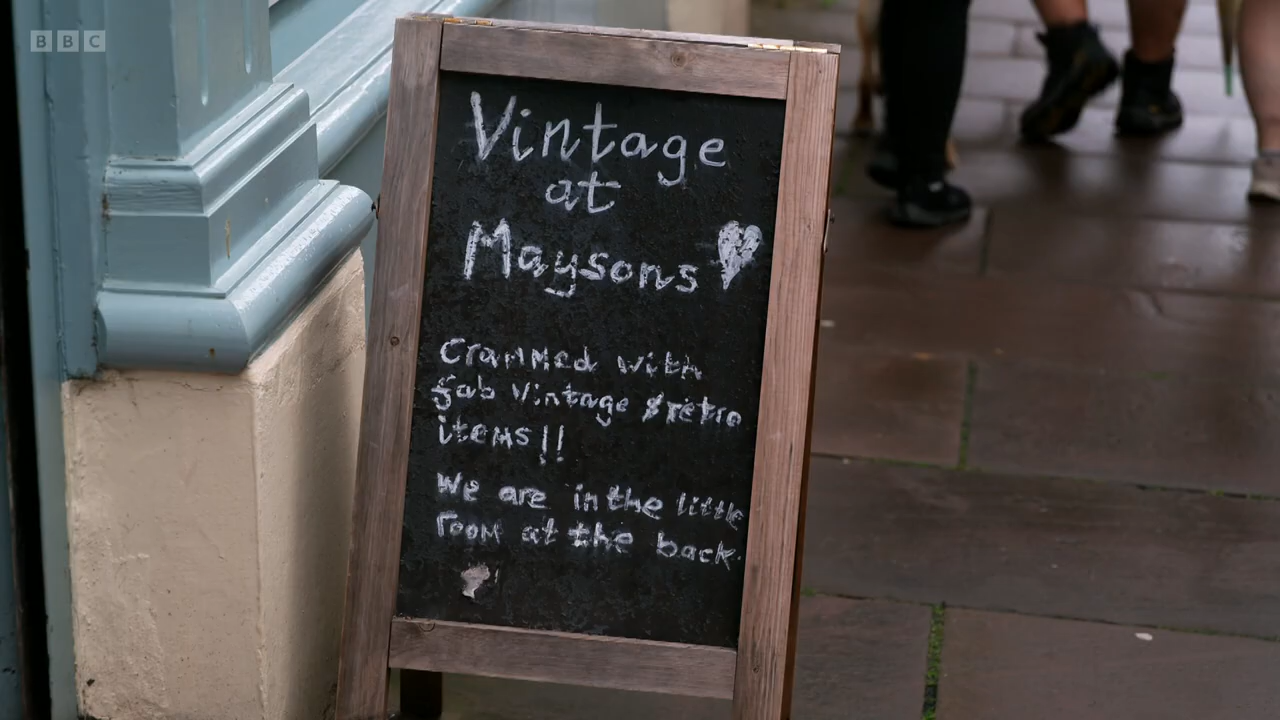 BBC
Vintage
at
Maysons
Crammed with
fab Vintage & retro
items!!
We are in the little
room at the back.